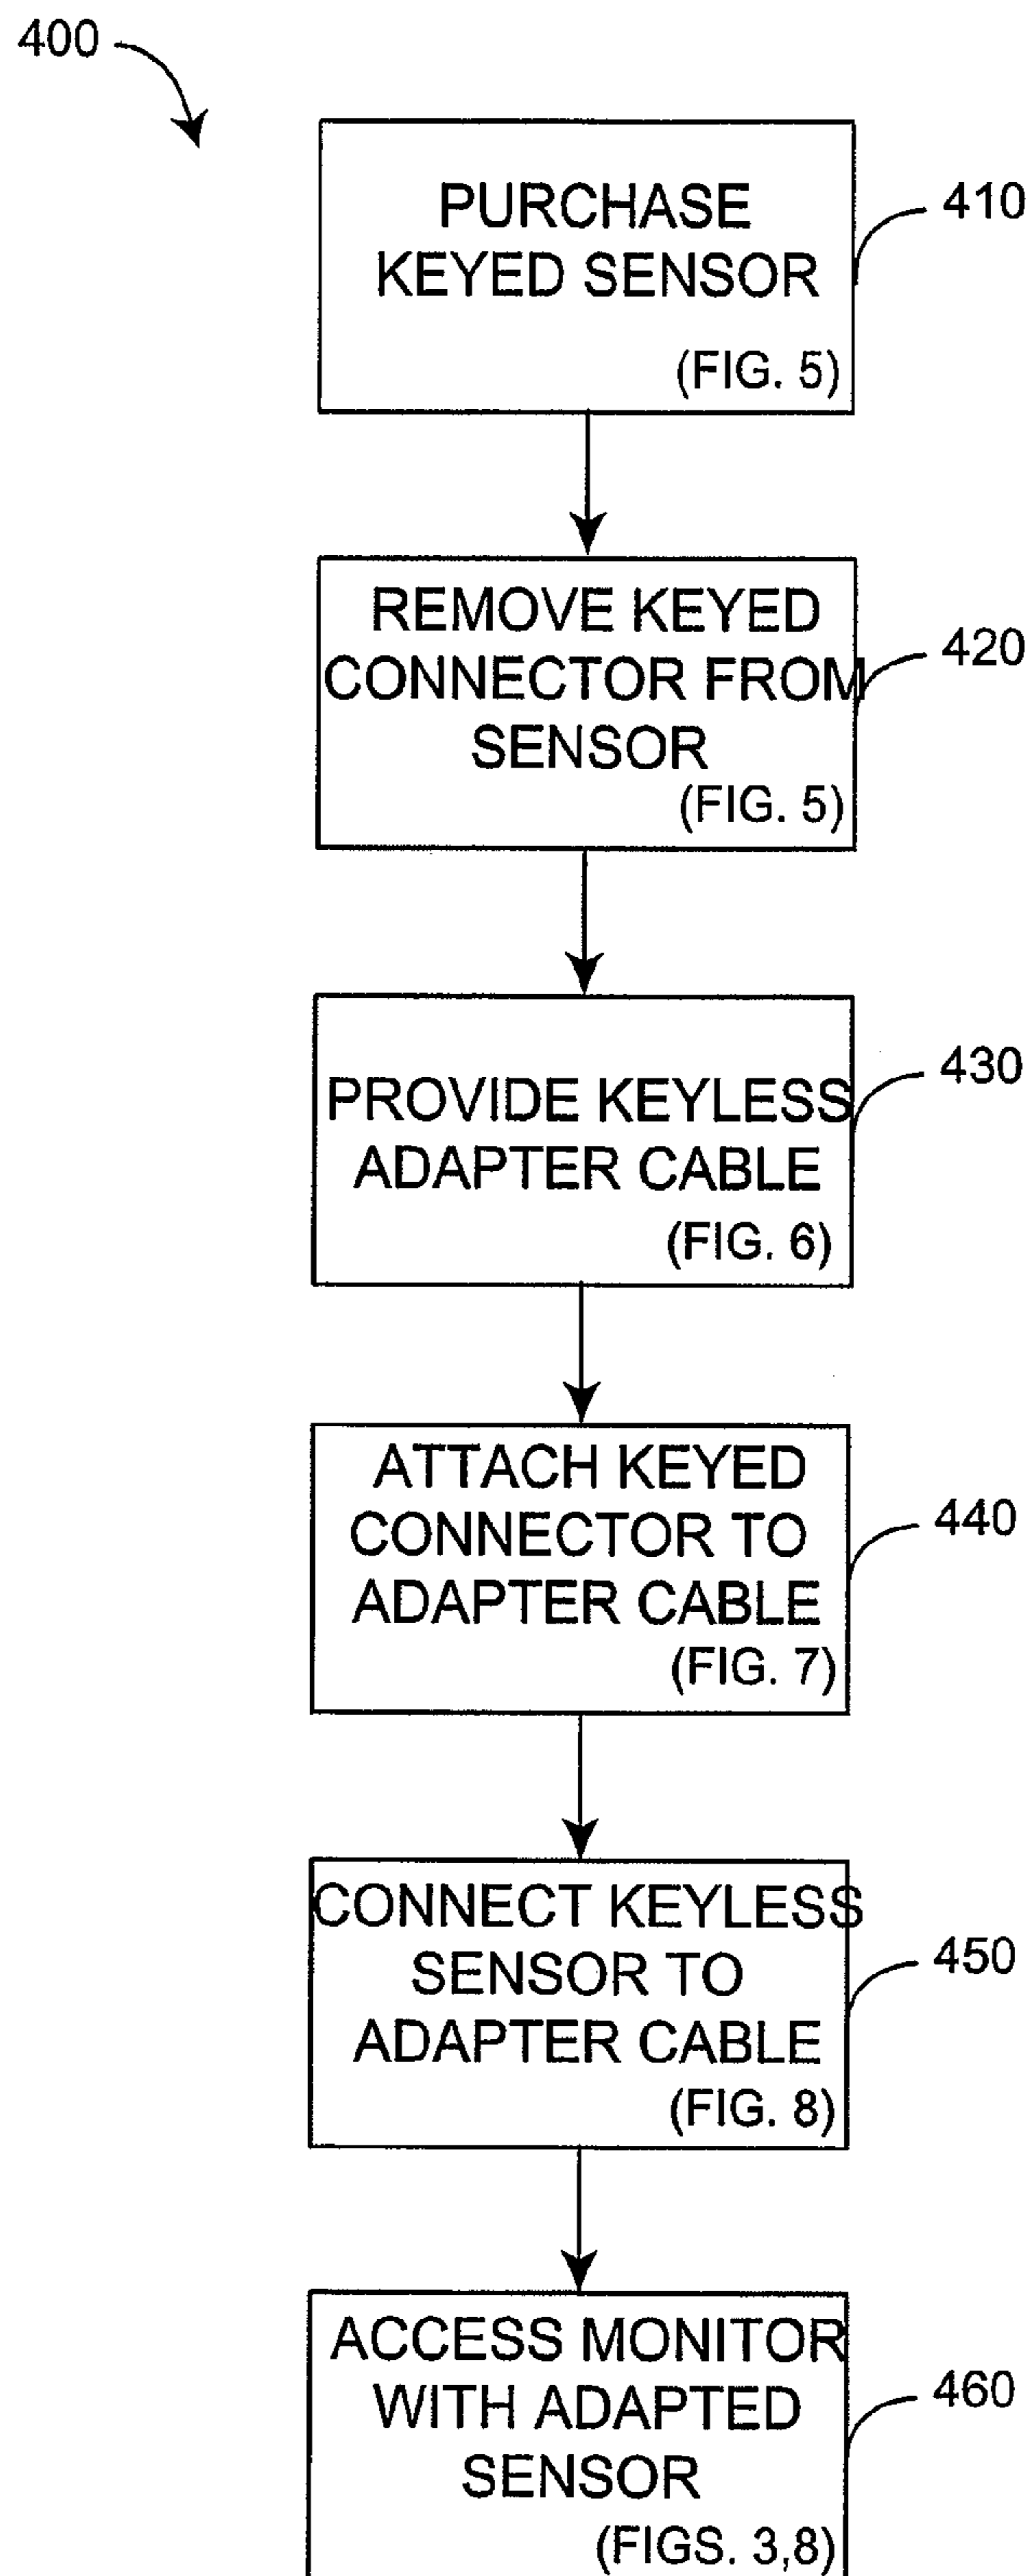 400
PURCHASE
KEYED SENSOR
(FIG. 5)
410
REMOVE KEYED
CONNECTOR FROM
SENSOR
(FIG. 5)
420
PROVIDE KEYLESS
ADAPTER CABLE
(FIG. 6)
430
ATTACH KEYED
CONNECTOR TO
ADAPTER CABLE
(FIG. 7)
440
CONNECT KEYLESS
SENSOR TO
ADAPTER CABLE
(FIG. 8)
450
ACCESS MONITOR
WITH ADAPTED
SENSOR
(FIGS. 3,8)
460